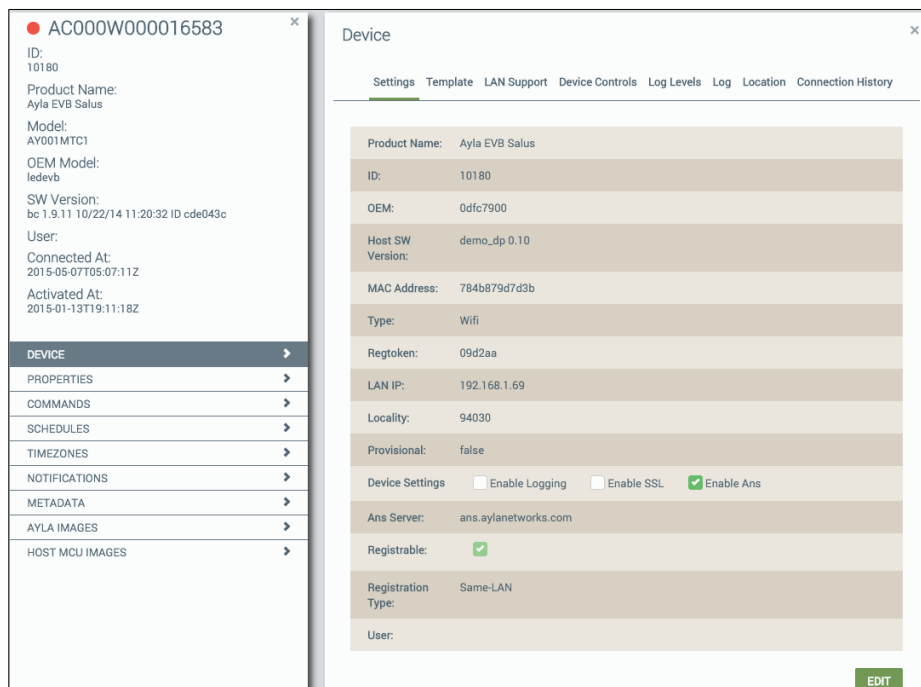 AC000W000016583
ID:
10180
Product Name:
Ayla EVB Salus
Model:
AY001MTC1
OEM Model:
ledevb
SW Version:
bc 1.9.11 10/22/14 11:20:32 ID cde043c
User:
Connected At:
2015-05-07T05:07:11Z
Activated At:
2015-01-13T19:11:18Z
DEVICE
PROPERTIES
COMMANDS
SCHEDULES
TIMEZONES
NOTIFICATIONS
METADATA
AYLA IMAGES
HOST MCU IMAGES
Device
Settings Template LAN Support Device Controls Log Levels Log Location Connection History
Product Name: Ayla EVB Salus
ID: 10180
OEM: 0dfc7900
Host SW demo_dp 0.10
Version:
MAC Address: 784b879d7d3b
Type: Wifi
Regtoken: 09d2aa
LAN IP: 192.168.1.69
Locality: 94030
Provisional: false
Device Settings Enable Logging Enable SSL Enable Ans
Ans Server: ans.aylanetworks.com
Registrable:
Registration Same-LAN
Type:
User:
EDIT